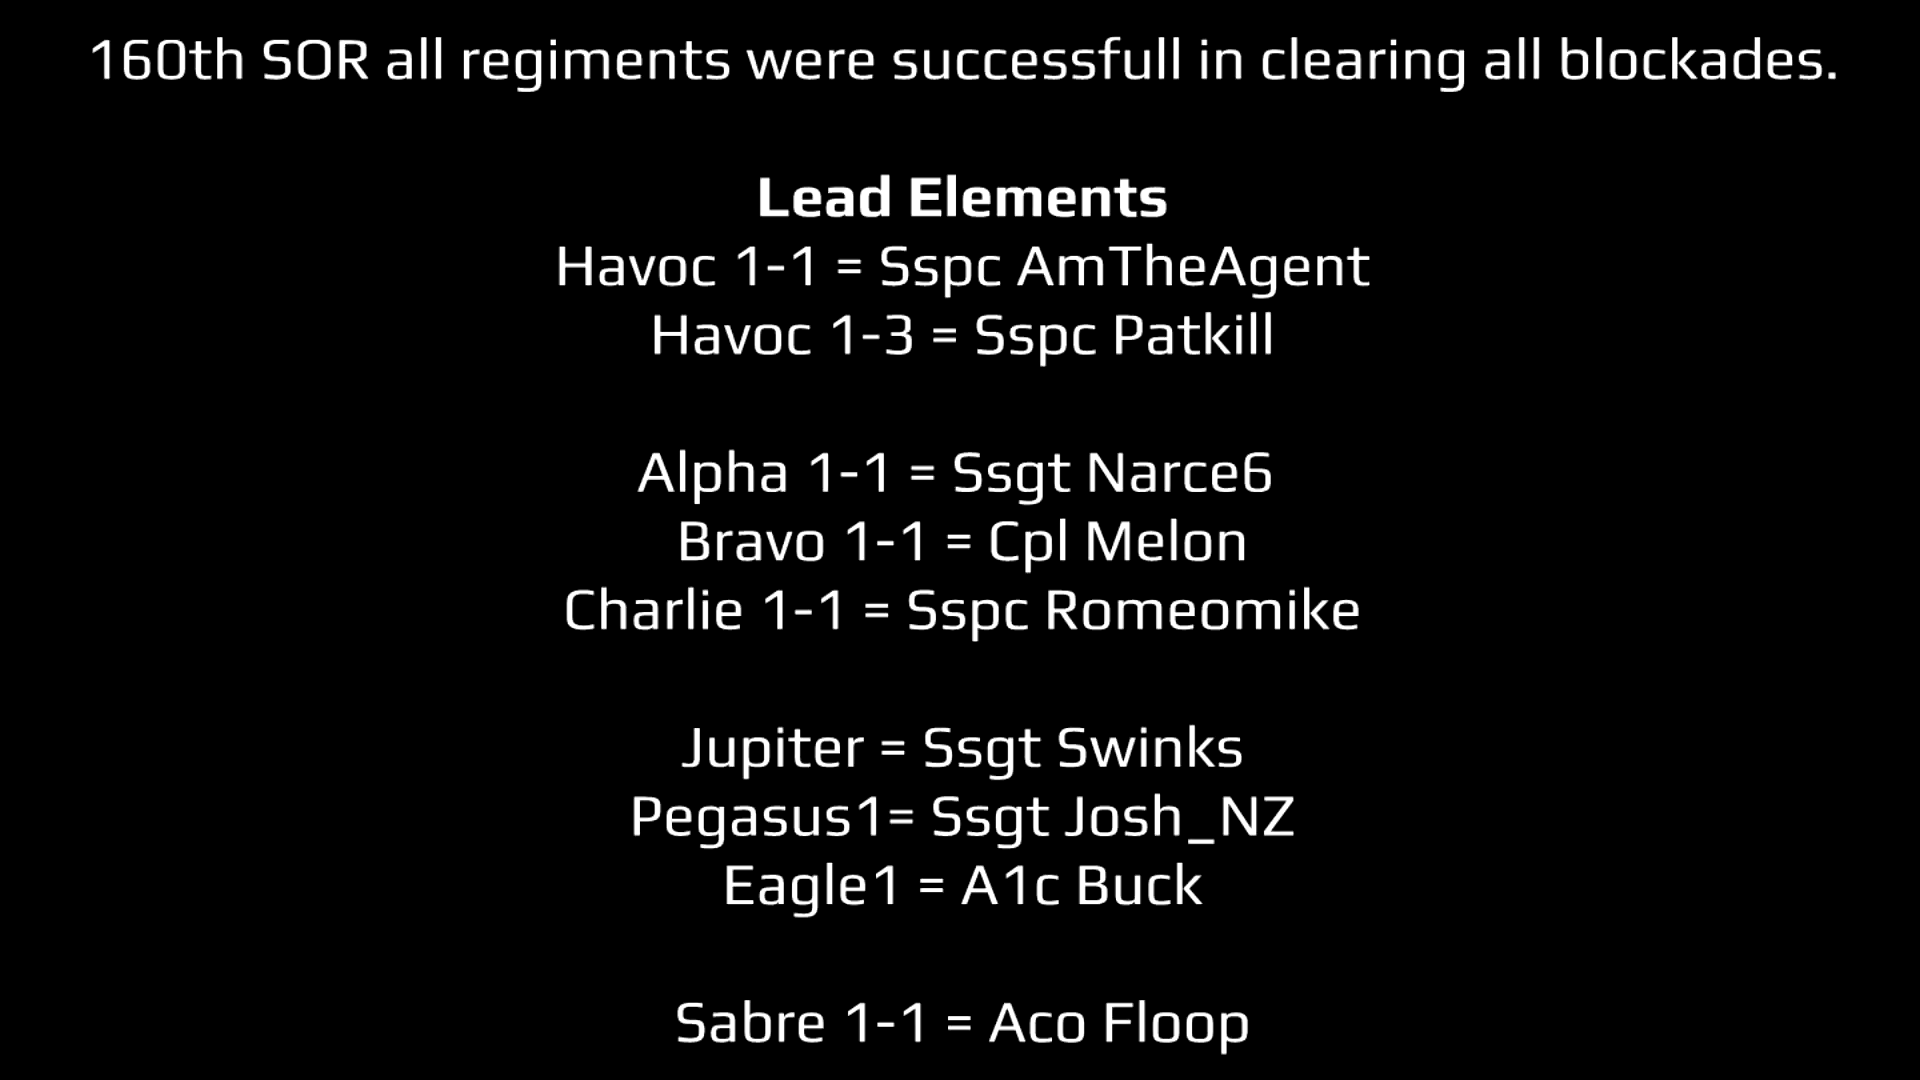 160th SOR all regiments were successfull in clearing all blockades.
Lead Elements
Havoc 1-1 = Sspc AmTheAgent
Havoc 1-3 = Sspc Patkill
Alpha 1-1 = Ssgt Narce6
Bravo 1-1 = Cpl Melon
Charlie 1-1 = Sspc Romeomike
Jupiter = Ssgt Swinks
Pegasus1= Ssgt Josh_NZ
Eagle1 = A1c Buck
Sabre 1-1 = Aco Floop